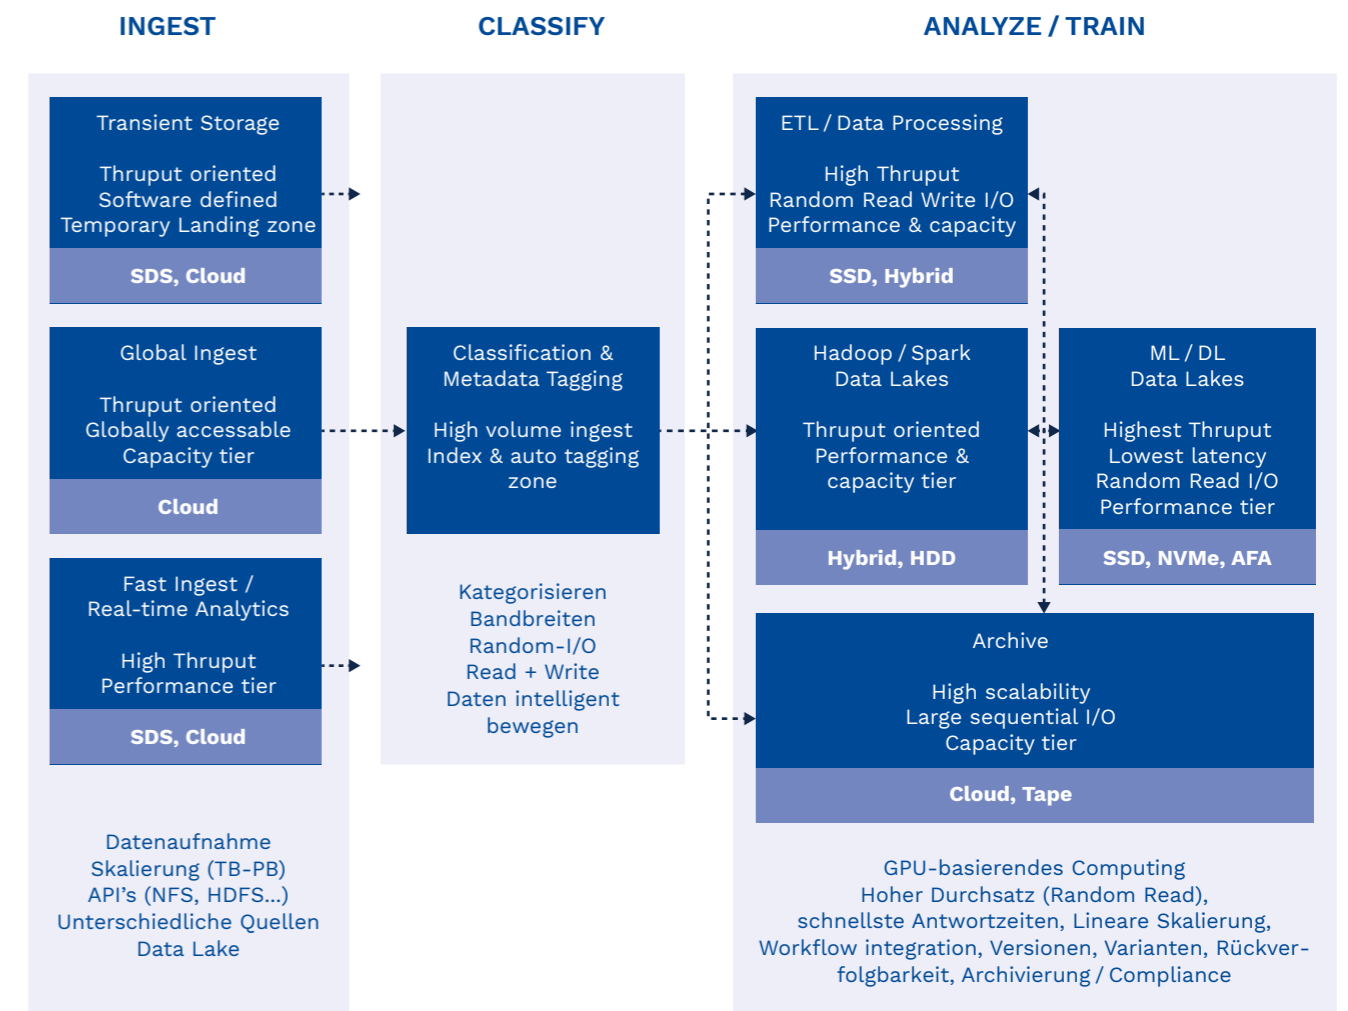 INGEST
Transient Storage
Thruput oriented
Software defined
Temporary Landing zone
SDS, Cloud
Global Ingest
Thruput oriented
Globally accessable
Capacity tier
Cloud
Fast Ingest /
Real-time Analytics
High Thruput
Performance tier
SDS, Cloud
Datenaufnahme
Skalierung (TB-PB)
API’s (NFS, HDFS...)
Unterschiedliche Quellen
Data Lake
CLASSIFY
Classification &
Metadata Tagging
High volume ingest
Index & auto tagging
zone
Kategorisieren
Bandbreiten
Random-I/O
Read + Write
Daten intelligent
bewegen
ANALYZE / TRAIN
ETL / Data Processing
High Thruput
Random Read Write I/O
Performance & capacity
SSD, Hybrid
Hadoop / Spark
Data Lakes
Thruput oriented
Performance &
capacity tier
Hybrid, HDD
ML / DL
Data Lakes
Highest Thruput
Lowest latency
Random Read I/O
Performance tier
SSD, NVMe, AFA
Archive
High scalability
Large sequential I/O
Capacity tier
Cloud, Tape
GPU-basierendes Computing
Hoher Durchsatz (Random Read),
schnellste Antwortzeiten, Lineare Skalierung,
Workflow integration, Versionen, Varianten, Rückver-
folgbarkeit, Archivierung / Compliance